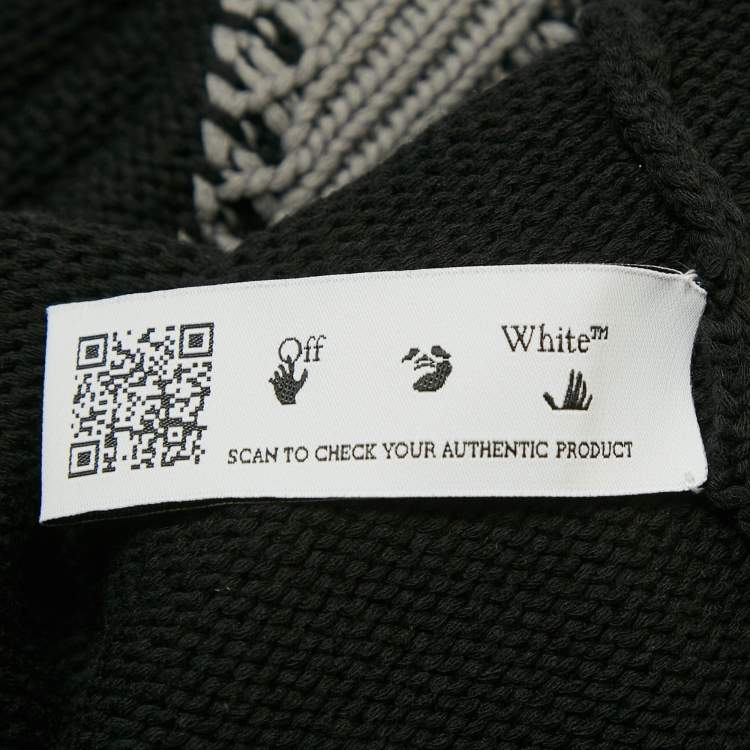 Off
White™
SCAN TO CHECK YOUR AUTHENTIC PRODUCT